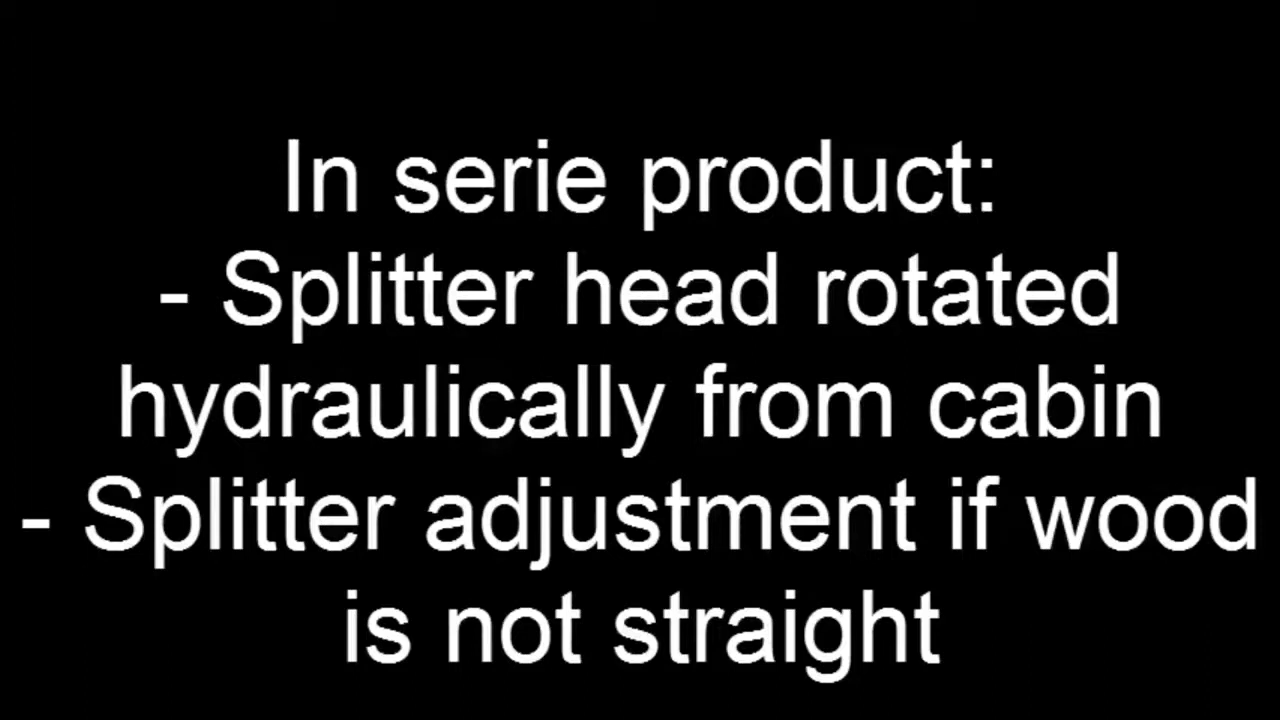 In serie product:
- Splitter head rotated
hydraulically from cabin
- Splitter adjustment if wood
is not straight